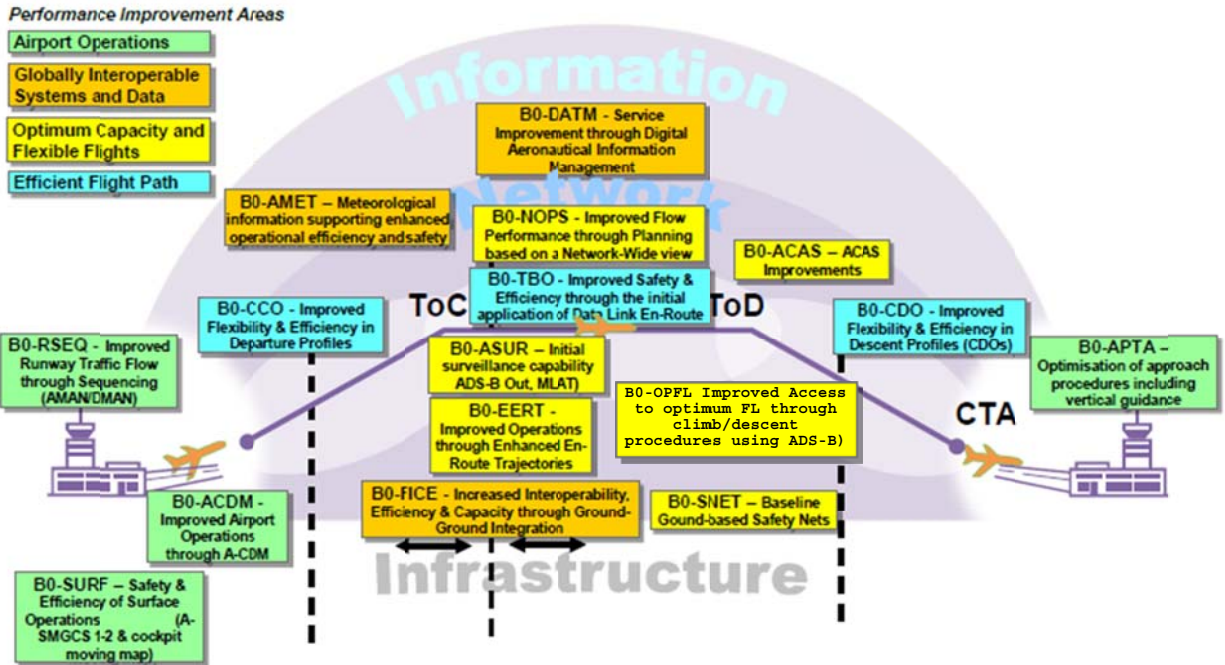 Performance Improvement Areas
Airport Operations
Globally Interoperable
Systems and Data
Optimum Capacity and
Flexible Flights
Efficient Flight Path
Information
Network
B0-DATM - Service
Improvement through Digital
Aeronautical Information
Management
B0-AMET – Meteorological
information supporting enhanced
operational efficiency and safety
B0-NOPS - Improved Flow
Performance through Planning
based on a Network-Wide view
B0-ACAS – ACAS
Improvements
B0-TBO - Improved Safety &
Efficiency through the initial
application of Data Link En-Route
ToC
ToD
B0-CCO - Improved
Flexibility & Efficiency in
Departure Profiles
B0-CDO - Improved
Flexibility & Efficiency in
Descent Profiles (CDOs)
B0-RSEQ - Improved
Runway Traffic Flow
through Sequencing
(AMAN/DMAN)
B0-ASUR – Initial
surveillance capability
ADS-B Out, MLAT)
B0-APTA –
Optimisation of approach
procedures including
vertical guidance
B0-OPFL Improved Access
to optimum FL through
climb/descent
procedures using ADS-B)
B0-EERT -
Improved Operations
through Enhanced En-
Route Trajectories
CTA
B0-FICE - Increased Interoperability,
Efficiency & Capacity through Ground-
Ground Integration
B0-SNET – Baseline
Gound-based Safety Nets
B0-ACDM -
Improved Airport
Operations
through A-CDM
Infrastructure
B0-SURF – Safety &
Efficiency of Surface
Operations (A-
SMGCS 1-2 & cockpit
moving map)